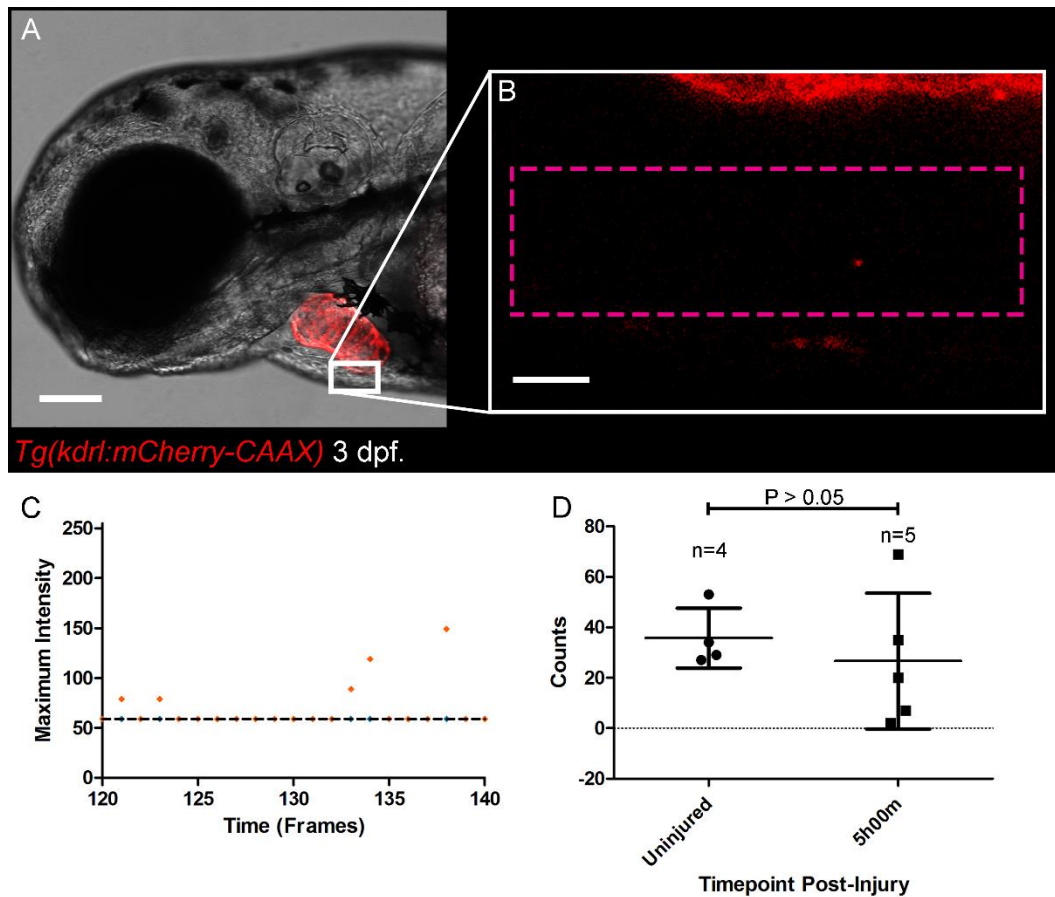 A
B
Tg(kdrl:mCherry-CAAX) 3 dpf.
C
250
200
150
100
50
0
120 125 130 135 140
Maximum Intensity
Time (Frames)
D
P > 0.05
n=4 n=5
80
60
40
20
0
-20
Counts
Uninjured 5h00m
Timepoint Post-Injury